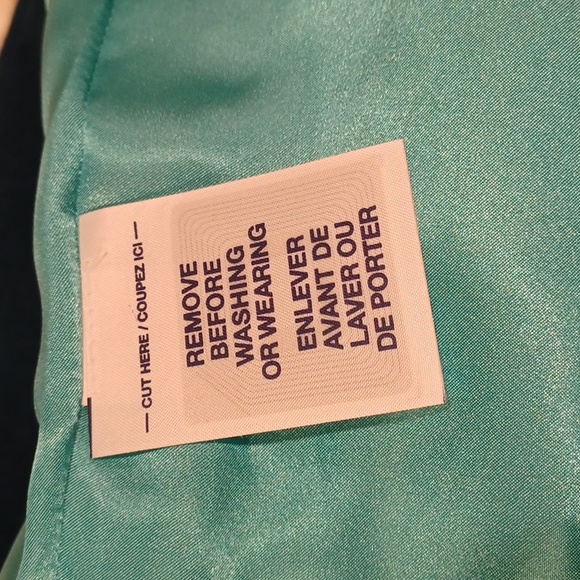 — CUT HERE / COUPEZ ICI —
REMOVE
BEFORE
WASHING
OR WEARING
ENLEVER
AVANT DE
LAVER OU
DE PORTER